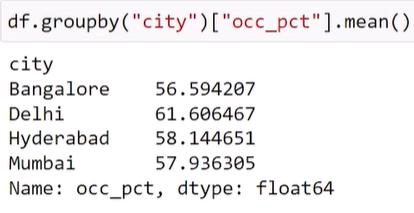 df.groupby("city")["occ_pct"].mean()
city
Bangalore    56.594207
Delhi        61.606467
Hyderabad    58.144651
Mumbai       57.936305
Name: occ_pct, dtype: float64